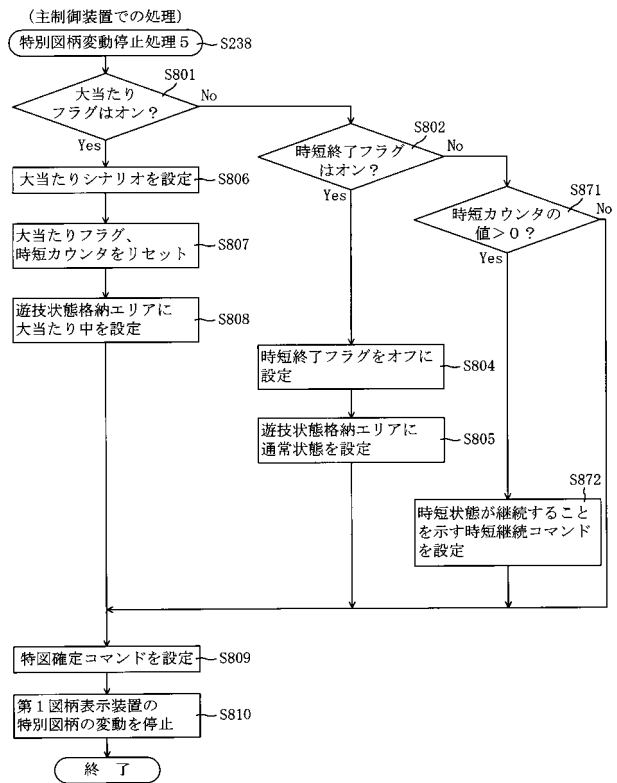 (主制御装置での処理)
特別図柄変動停止処理5
S238
S801
大当たり
フラグはオン?
No
Yes
S802
時短終了フラグ
はオン?
No
Yes
S871
時短カウンタの
値>0?
No
Yes
大当たりシナリオを設定
S806
大当たりフラグ、
時短カウンタをリセット
S807
遊技状態格納エリアに
大当たり中を設定
S808
時短終了フラグをオフに
設定
S804
遊技状態格納エリアに
通常状態を設定
S805
S872
時短状態が継続すること
を示す時短継続コマンド
を設定
特図確定コマンドを設定
S809
第1図柄表示装置の
特別図柄の変動を停止
S810
終 了